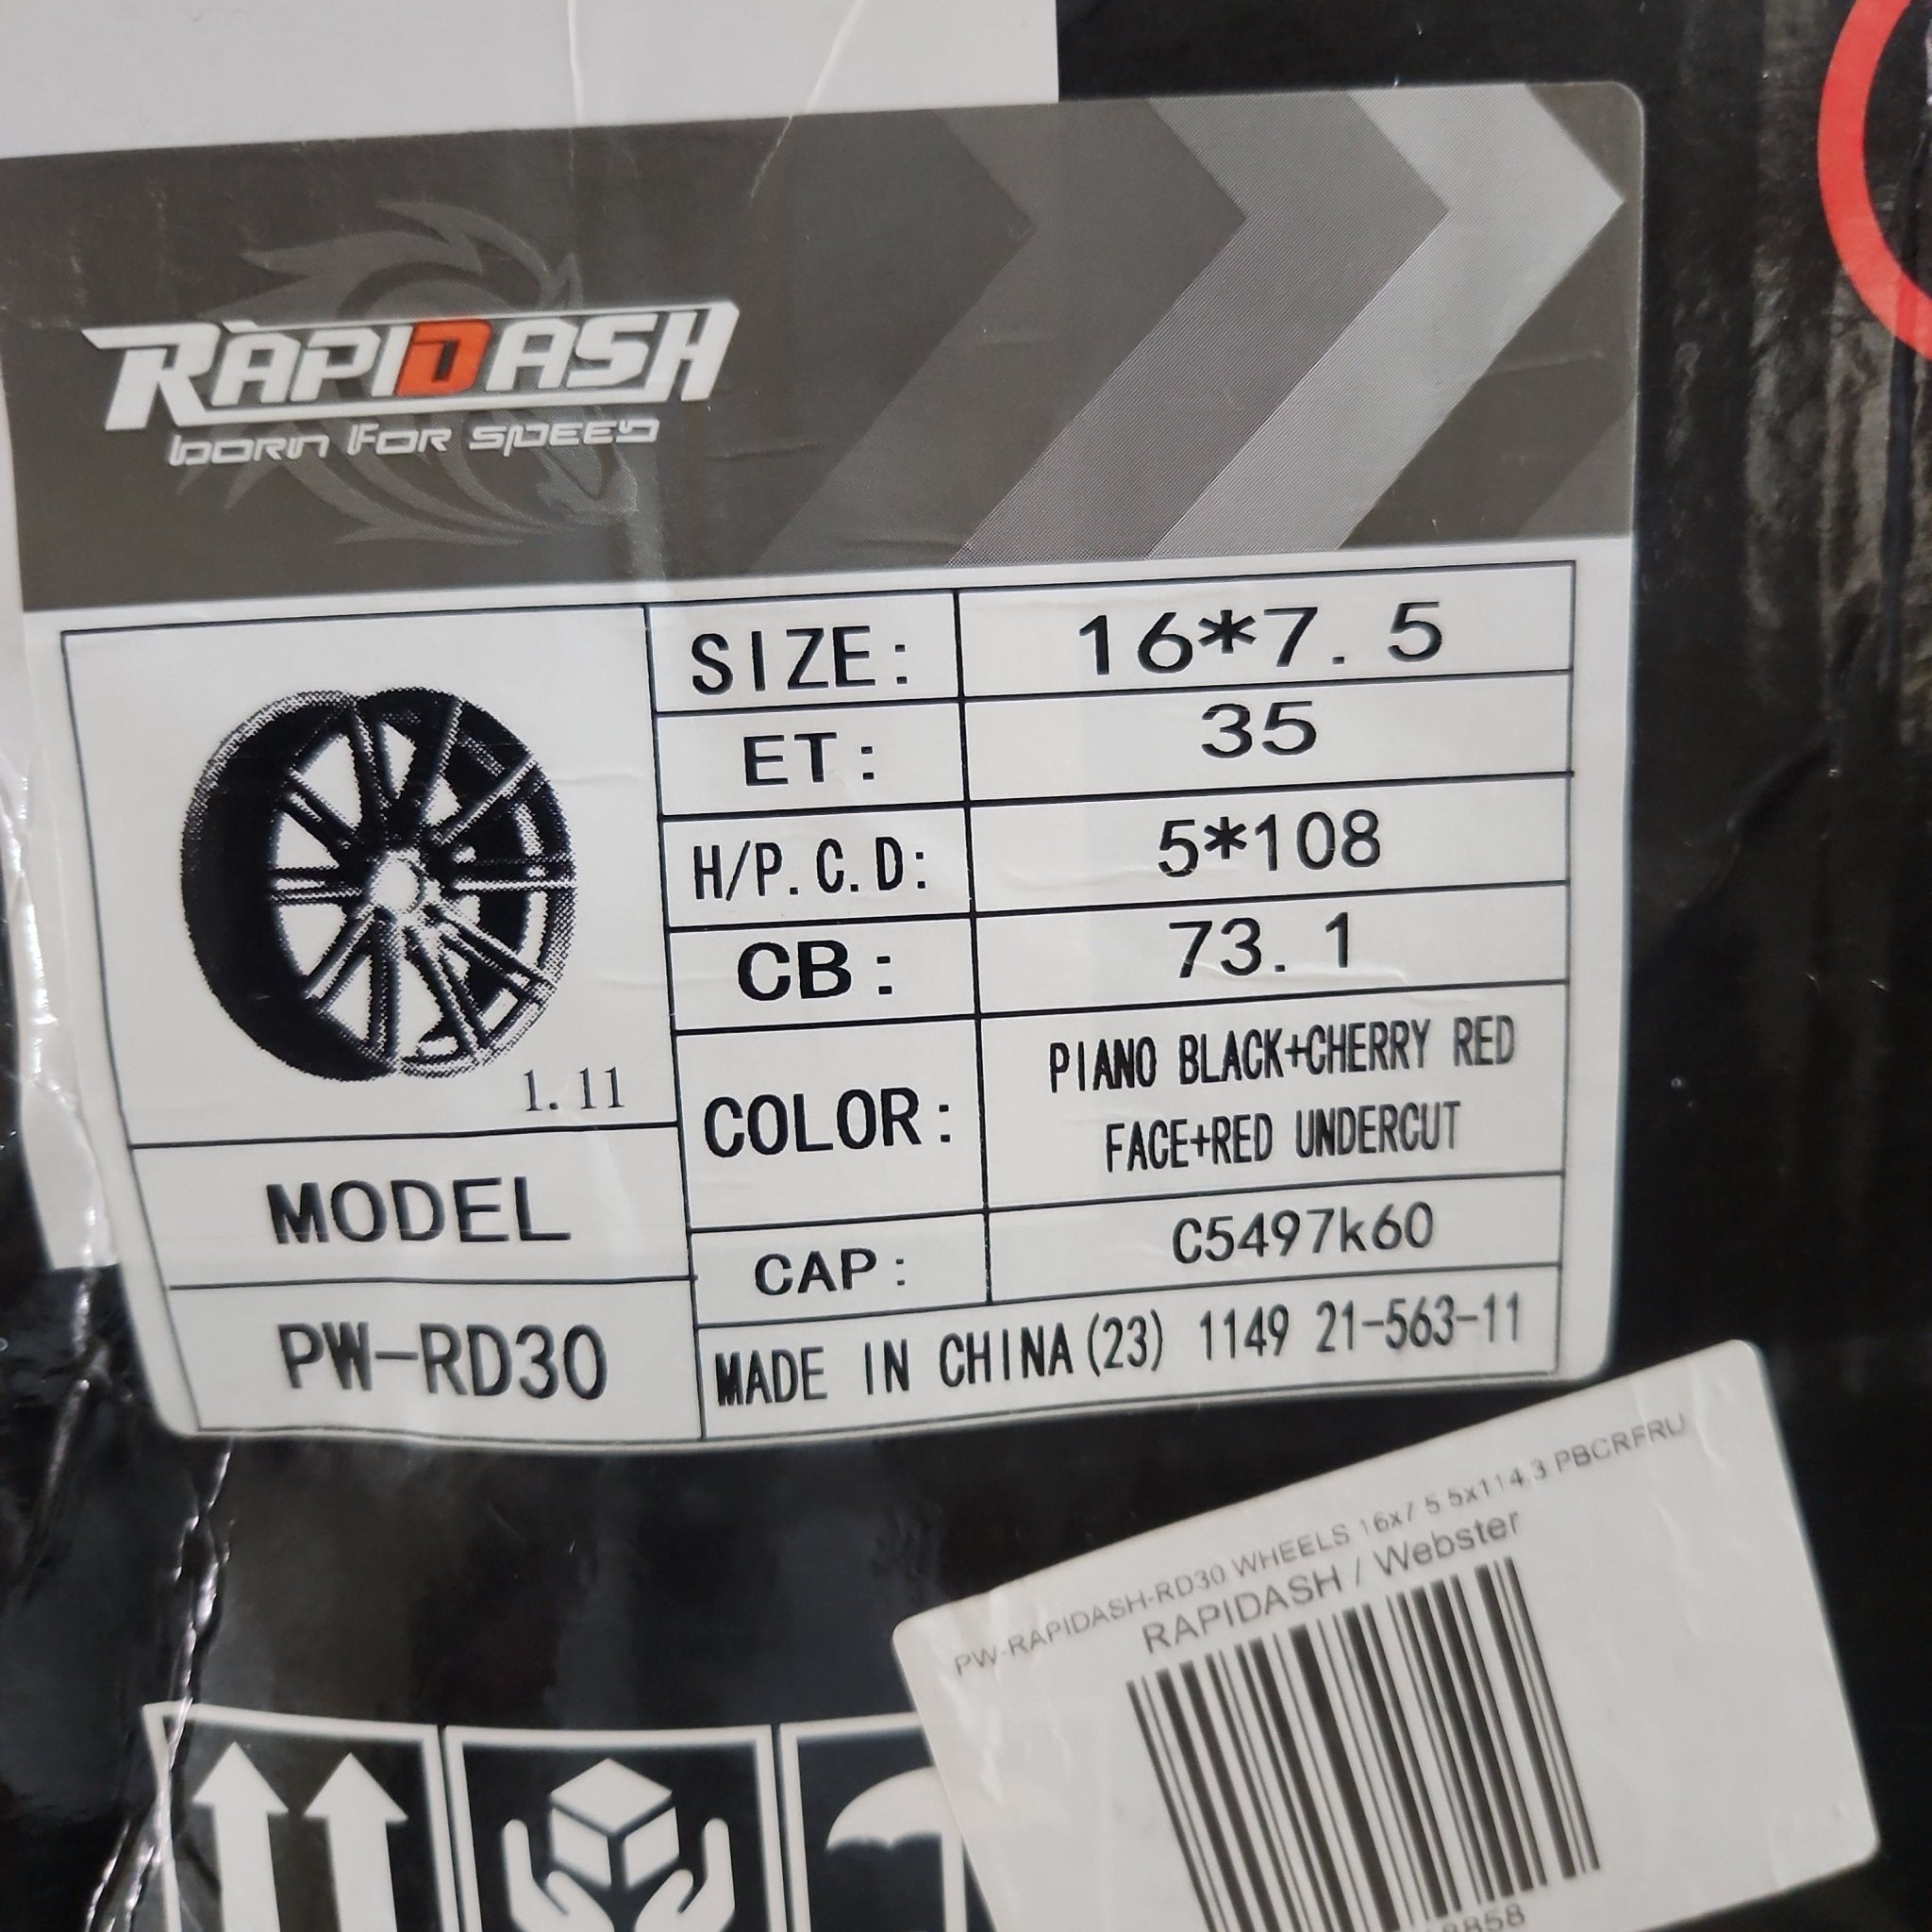 RAPIDASH
born for speed
SIZE: 16*7.5
ET: 35
H/P.C.D: 5*108
CB: 73.1
COLOR: PIANO BLACK+CHERRY RED
FACE+RED UNDERCUT
CAP: C5497k60
1.11
MODEL
PW-RD30
MADE IN CHINA(23) 1149 21-563-11
PW-RAPIDASH-RD30 WHEELS 16x7.5 5x114.3 PBCRFRU
RAPIDASH / Webster
8858